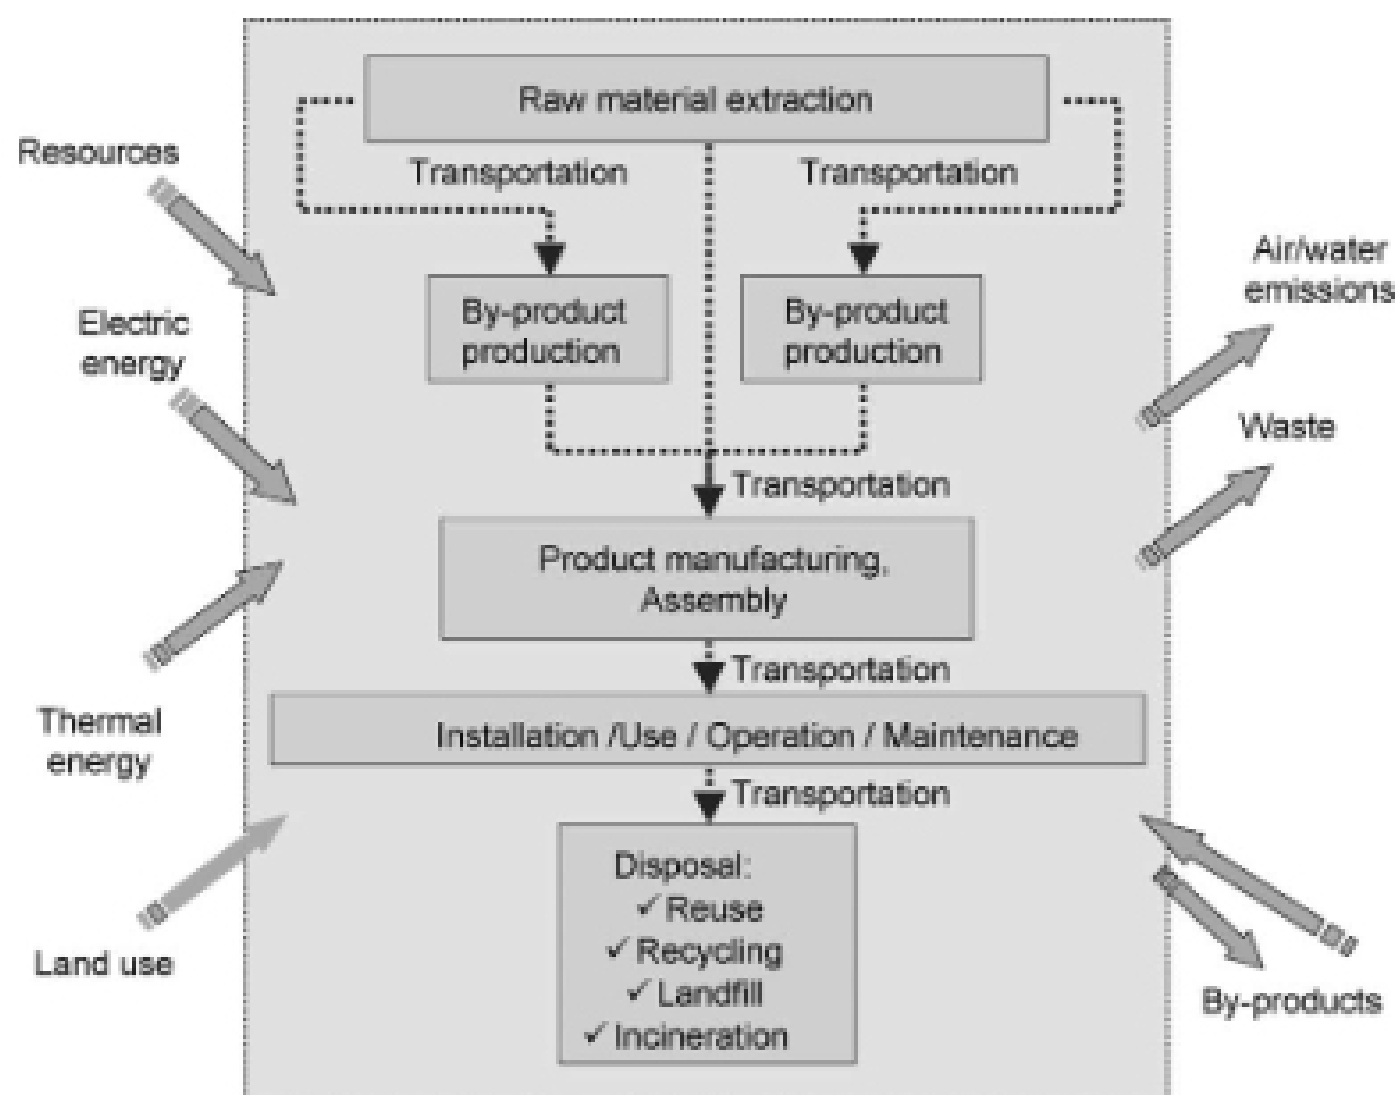 Raw material extraction
Resources
Transportation
Transportation
Air/water
emissions
By-product
production
By-product
production
Electric
energy
Waste
Transportation
Product manufacturing,
Assembly
Transportation
Thermal
energy
Installation /Use / Operation / Maintenance
Transportation
Disposal:
✓ Reuse
✓ Recycling
✓ Landfill
✓ Incineration
Land use
By-products